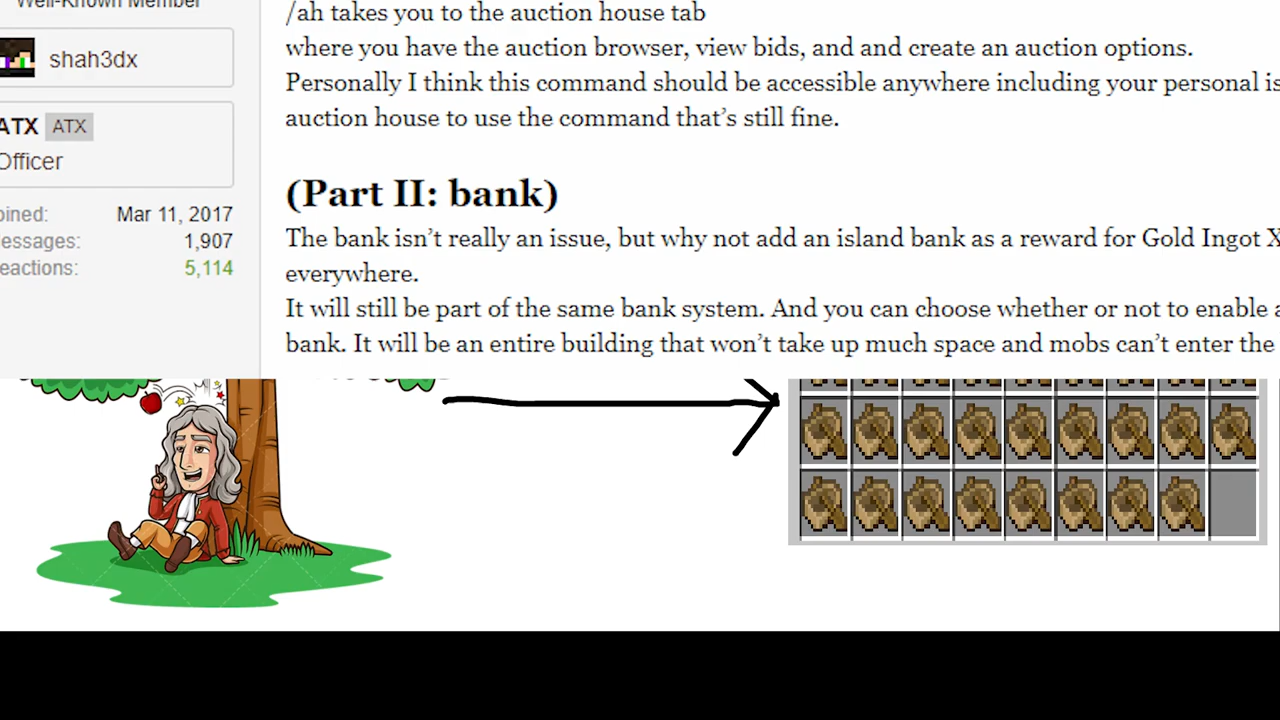 Well-Known Member
shah3dx
ATX ATX
Officer
oined: Mar 11, 2017
essages: 1,907
eactions: 5,114
/ah takes you to the auction house tab
where you have the auction browser, view bids, and and create an auction options.
Personally I think this command should be accessible anywhere including your personal is
auction house to use the command that’s still fine.
(Part II: bank)
The bank isn’t really an issue, but why not add an island bank as a reward for Gold Ingot X
everywhere.
It will still be part of the same bank system. And you can choose whether or not to enable a
bank. It will be an entire building that won’t take up much space and mobs can’t enter the